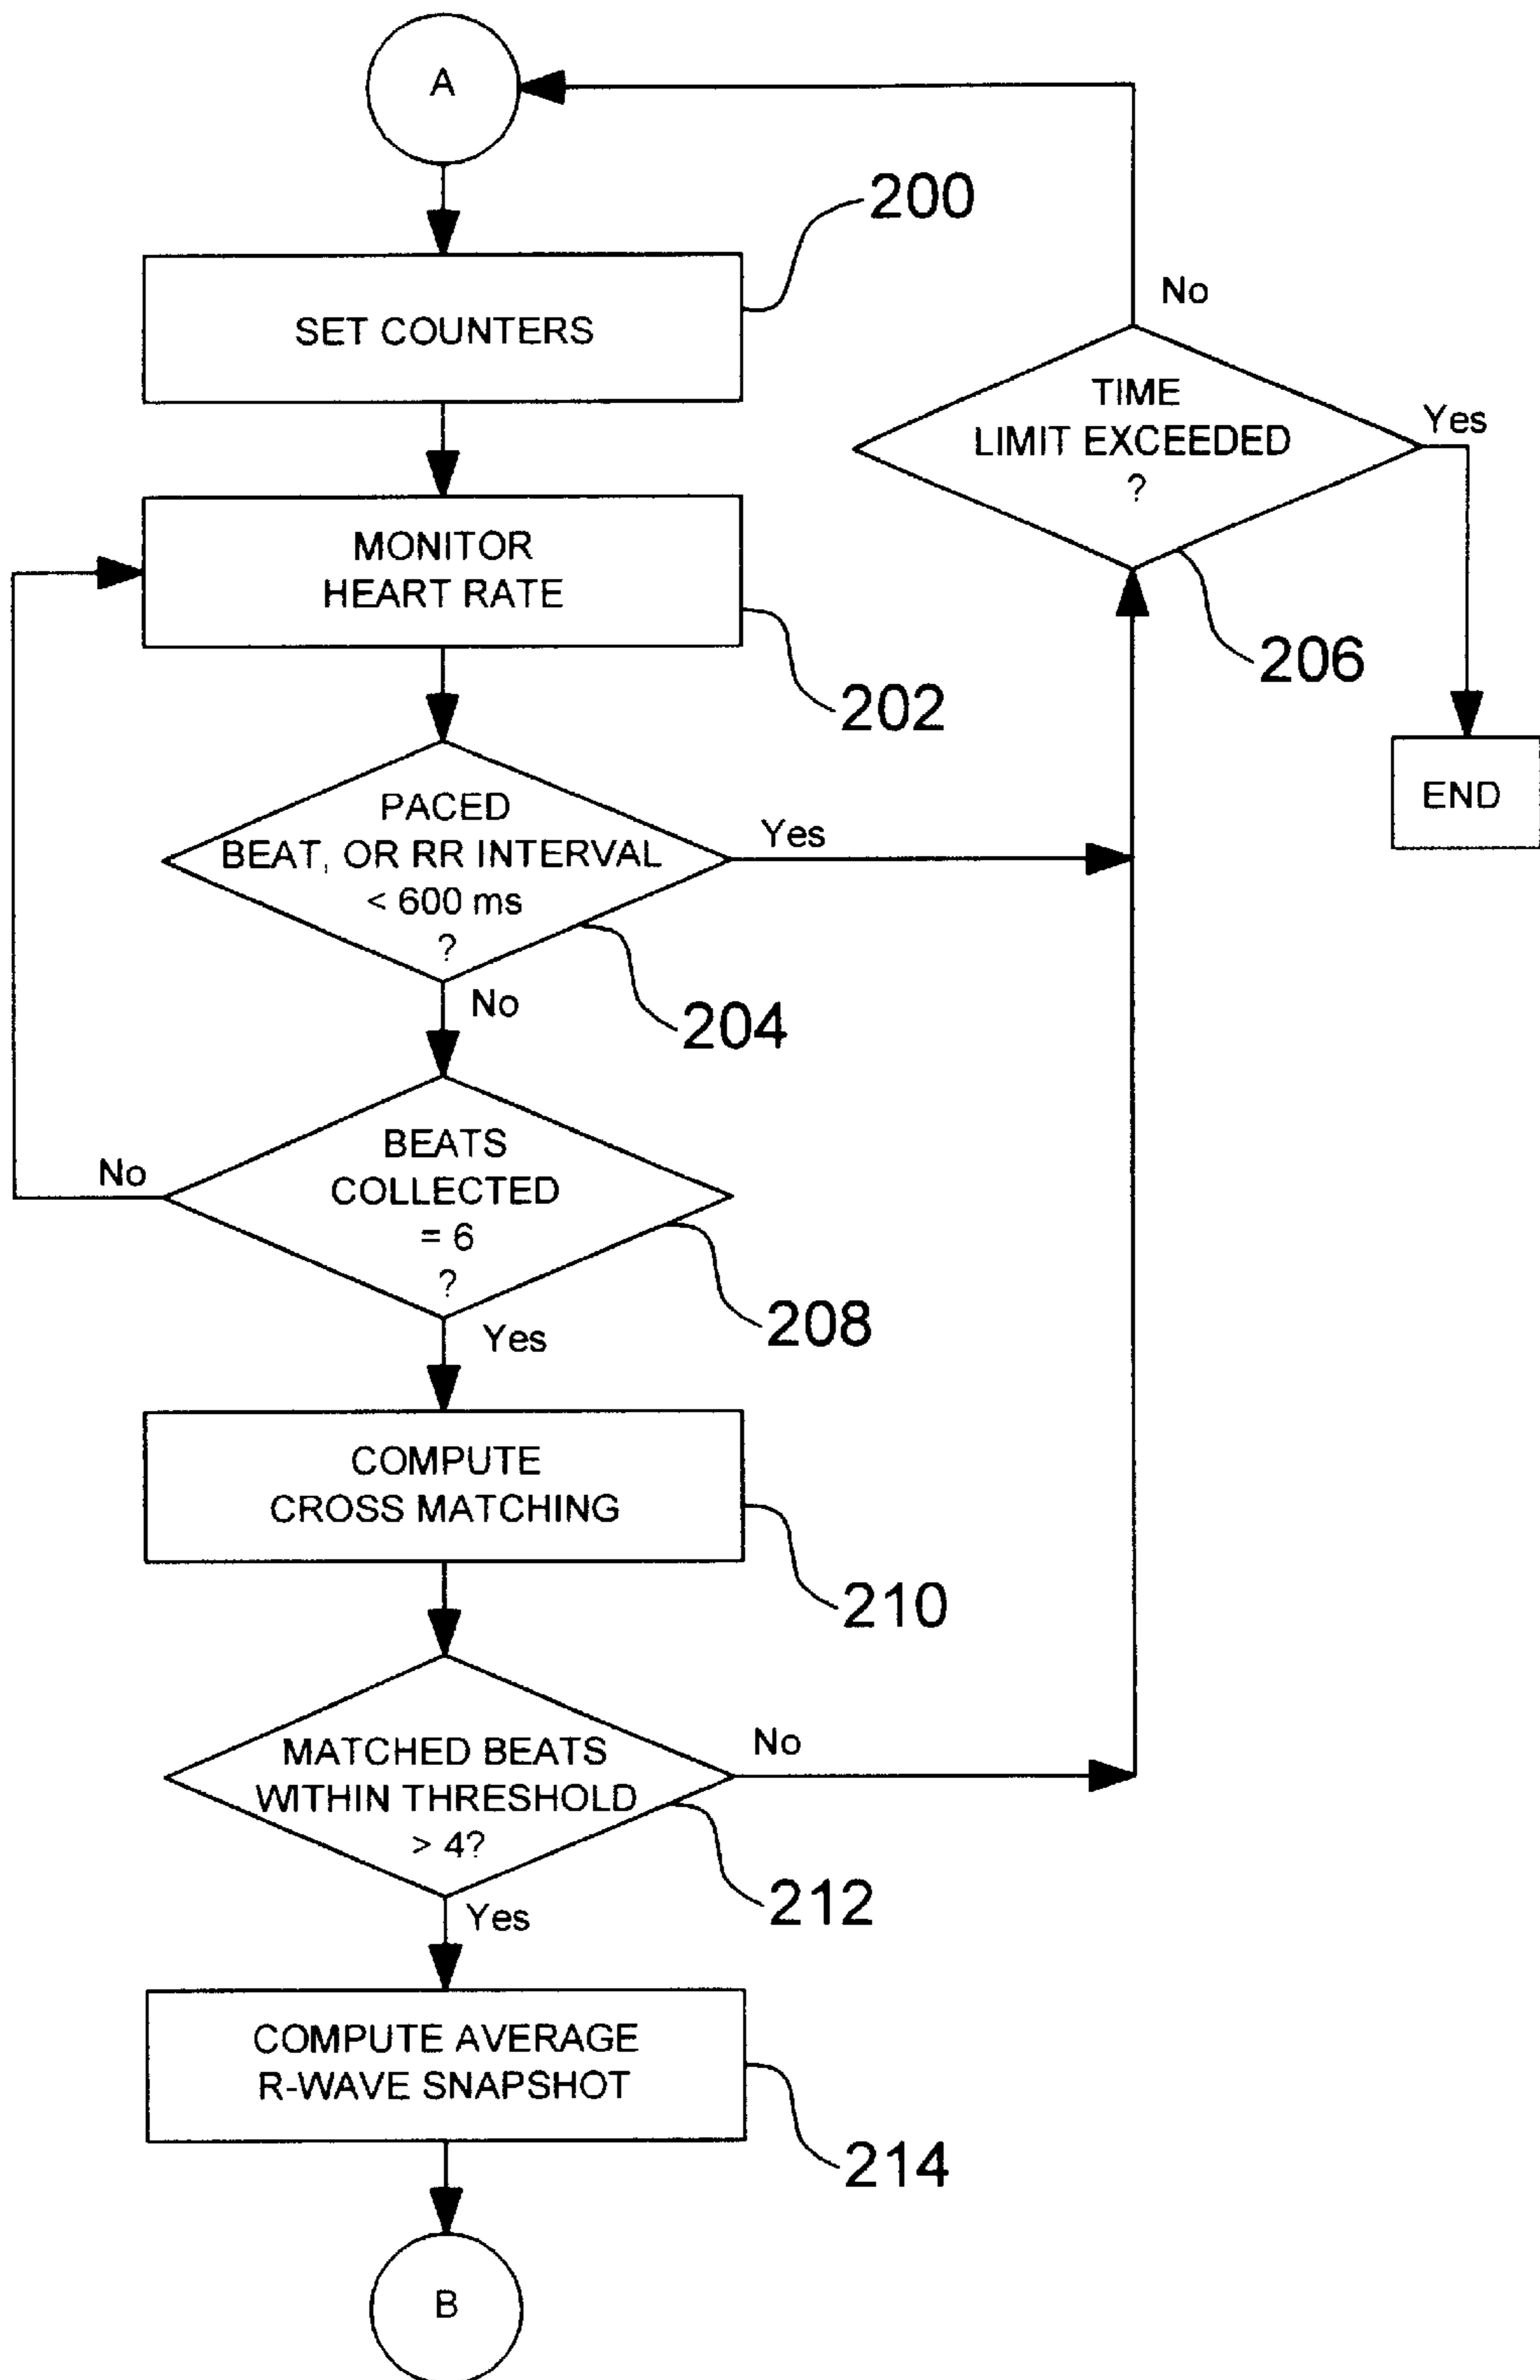 A
200
SET COUNTERS
No
TIME
LIMIT EXCEEDED
?
Yes
206
END
MONITOR
HEART RATE
202
PACED
BEAT, OR RR INTERVAL
< 600 ms
?
Yes
No
204
BEATS
COLLECTED
= 6
?
No
208
Yes
COMPUTE
CROSS MATCHING
210
MATCHED BEATS
WITHIN THRESHOLD
> 4?
No
212
Yes
COMPUTE AVERAGE
R-WAVE SNAPSHOT
214
B